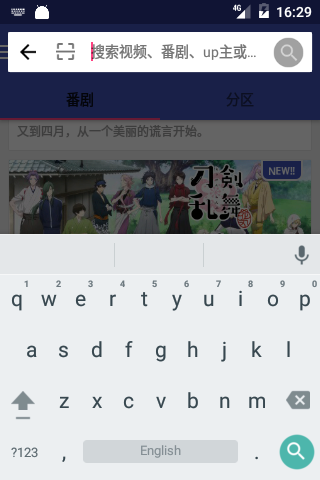 4G 16:29
搜索视频、番剧、up主或...
番剧 分区
又到四月，从一个美丽的谎言开始。
刀剣乱舞 NEW!!
1 2 3 4 5 6 7 8 9 0
q w e r t y u i o p
a s d f g h j k l
z x c v b n m
?123 , English .